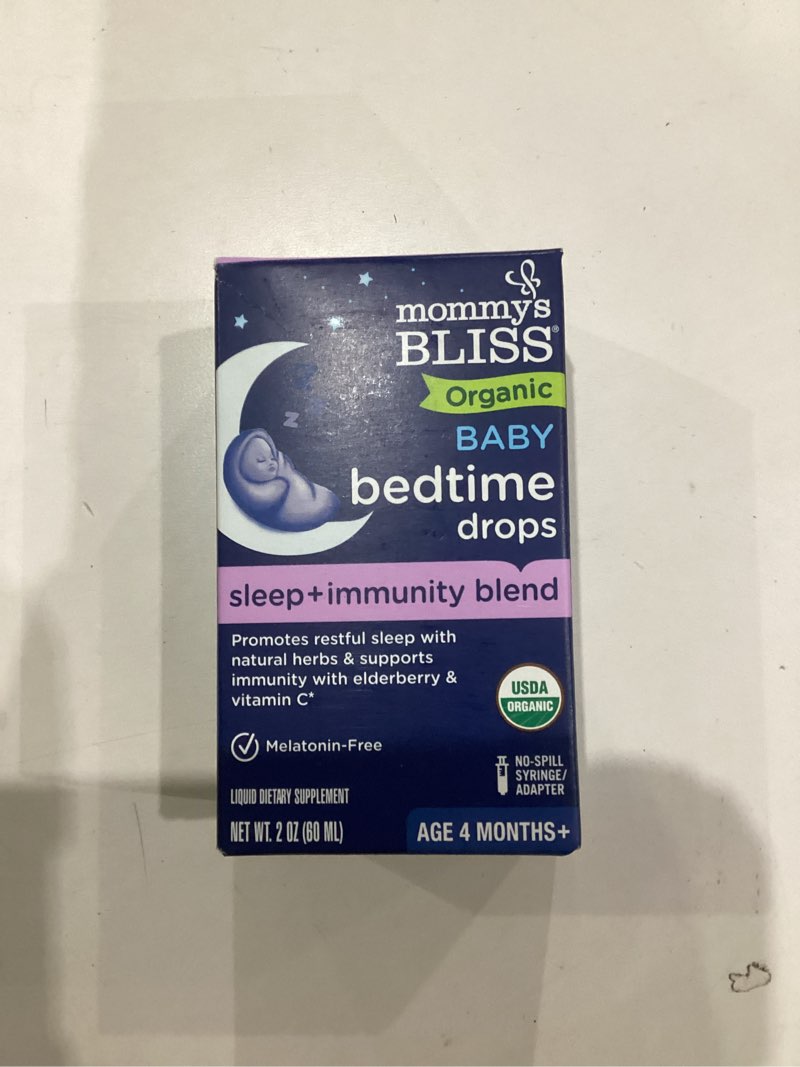 mommy's
BLISS®
Organic
BABY
bedtime
drops
sleep+immunity blend
Promotes restful sleep with
natural herbs & supports
immunity with elderberry &
vitamin C*
USDA
ORGANIC
Melatonin-Free
NO-SPILL
SYRINGE/
ADAPTER
LIQUID DIETARY SUPPLEMENT
NET WT. 2 OZ (60 ML)
AGE 4 MONTHS+